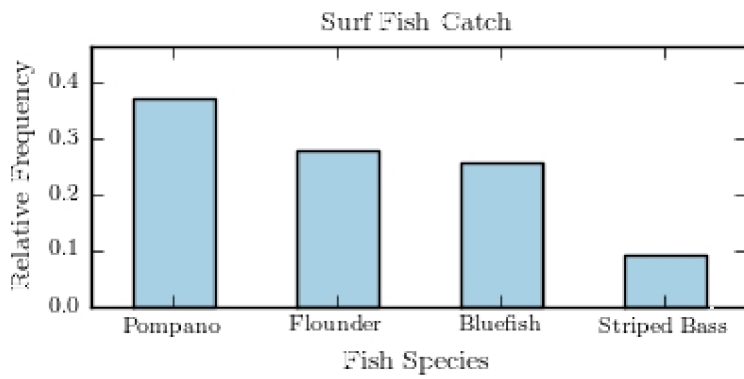 Surf Fish Catch
Relative Frequency
0.4
0.3
0.2
0.1
0.0
Pompano Flounder Bluefish Striped Bass
Fish Species